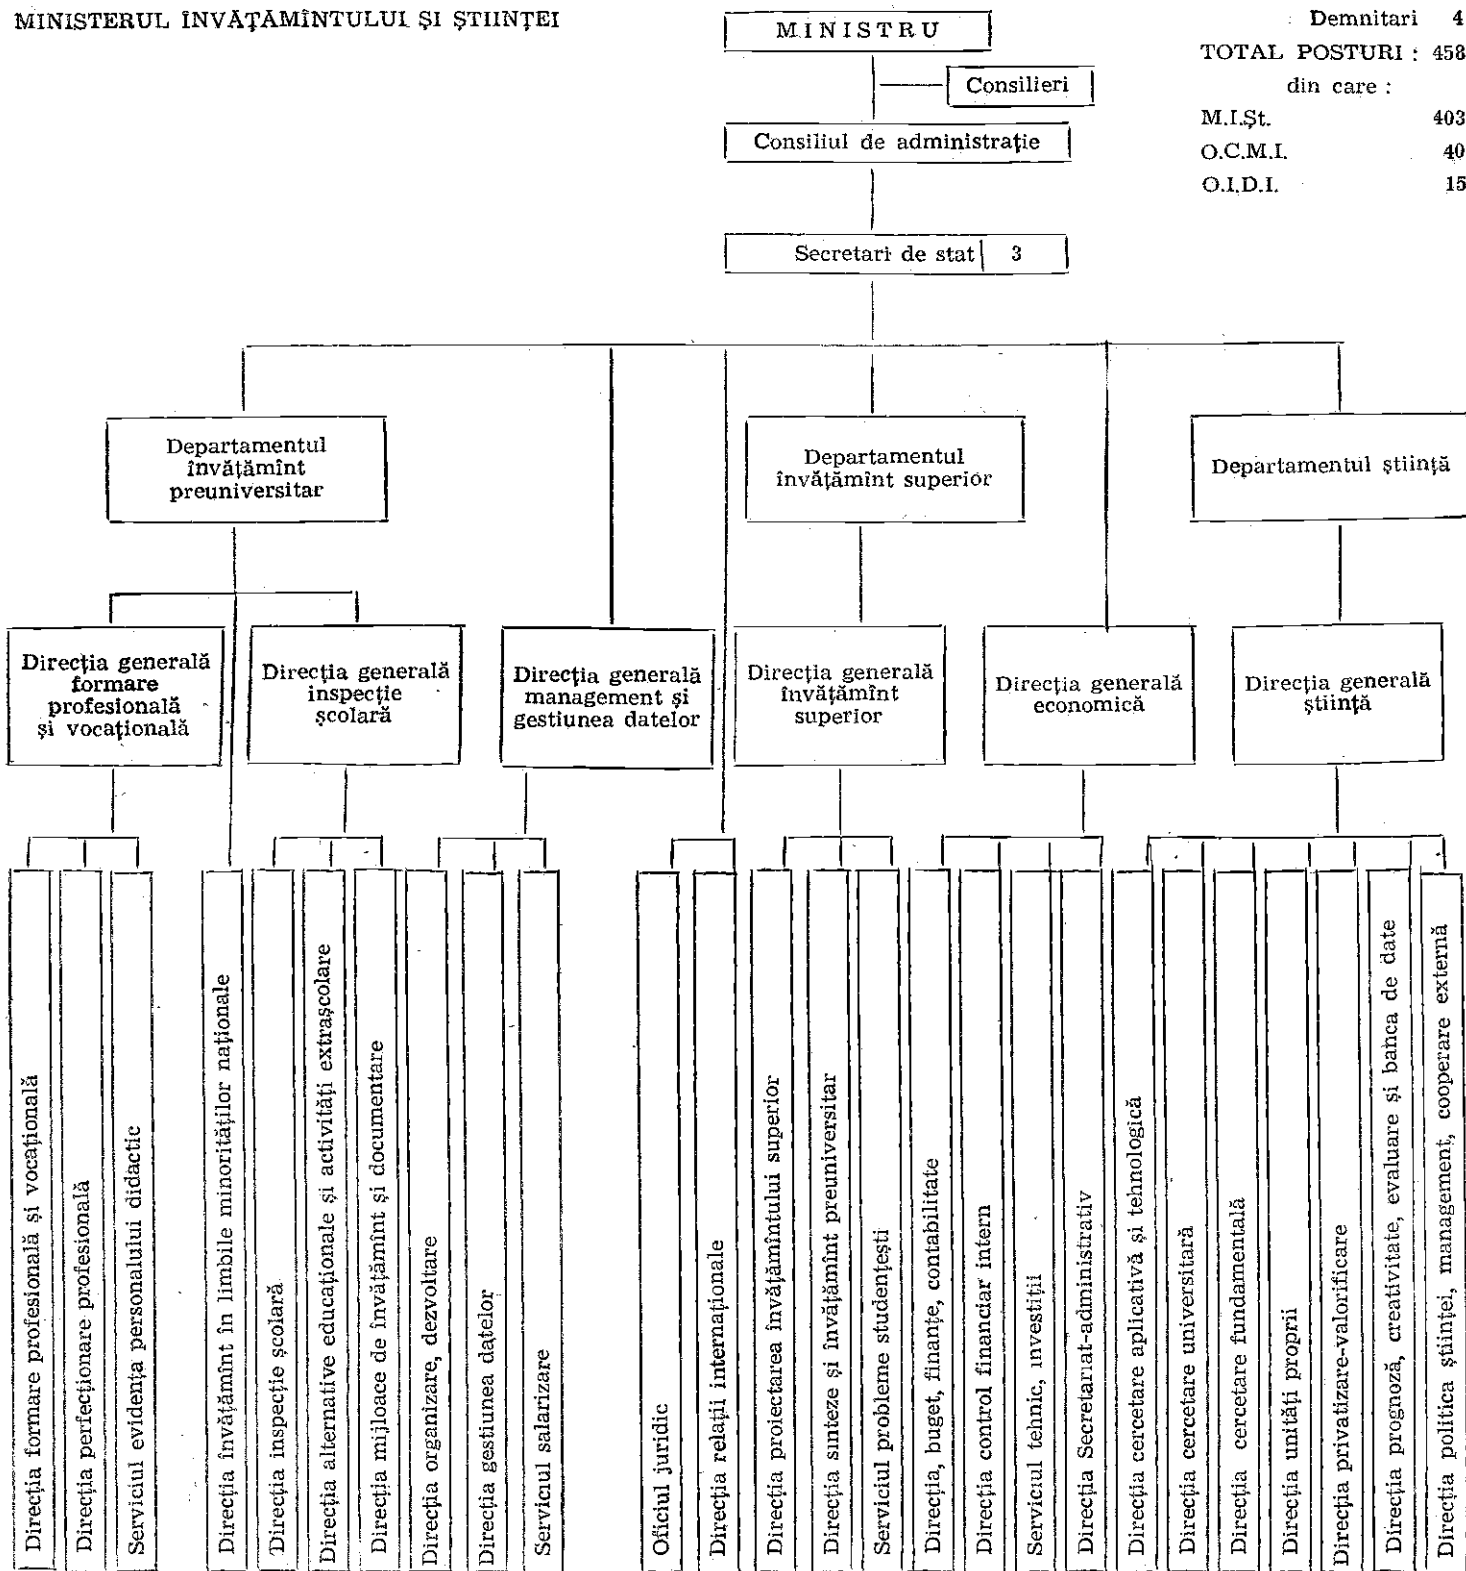 MINISTERUL ÎNVĂȚĂMÎNTULUI ȘI ȘTIINȚEI
MINISTRU
Demnitari 4
TOTAL POSTURI : 458
din care :
M.I.Șt. 403
O.C.M.I. 40
O.I.D.I. 15
Consilieri
Consiliul de administrație
Secretari de stat 3
Departamentul
învățămînt
preuniversitar
Departamentul
învățămînt superior
Departamentul știință
Direcția generală
formare
profesională
și vocațională
Direcția generală
inspecție
școlară
Direcția generală
management și
gestiunea datelor
Direcția generală
învățămînt
superior
Direcția generală
economică
Direcția generală
știință
Direcția formare profesională și vocațională
Direcția perfecționare profesională
Serviciul evidența personalului didactic
Direcția învățămînt în limbile minorităților naționale
Direcția inspecție școlară
Direcția alternative educaționale și activități extrașcolare
Direcția mijloace de învățămînt și documentare
Direcția organizare, dezvoltare
Direcția gestiunea datelor
Serviciul salarizare
Oficiul juridic
Direcția relații internaționale
Direcția proiectarea învățămîntului superior
Direcția sinteze și învățămînt preuniversitar
Serviciul probleme studențești
Direcția, buget, finanțe, contabilitate
Direcția control financiar intern
Serviciul tehnic, investiții
Direcția Secretariat-administrativ
Direcția cercetare aplicativă și tehnologică
Direcția cercetare universitară
Direcția cercetare fundamentală
Direcția unități proprii
Direcția privatizare-valorificare
Direcția prognoză, creativitate, evaluare și banca de date
Direcția politica științei, management, cooperare externă